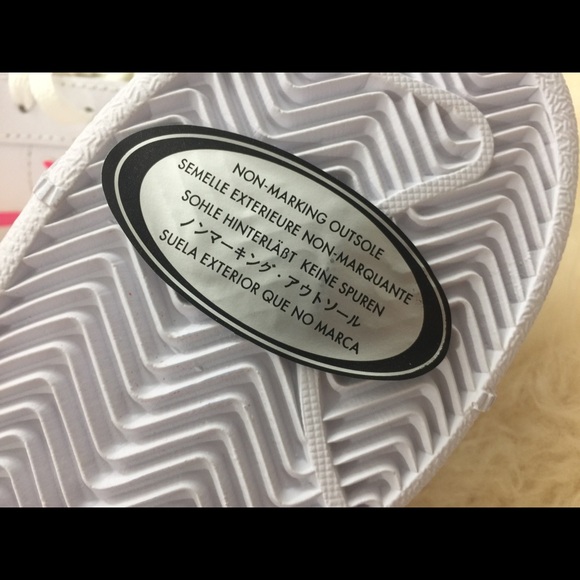 NON-MARKING OUTSOLE
SEMELLE EXTERIEURE NON-MARQUANTE
SOHLE HINTERLÄßT KEINE SPUREN
ノンマーキング・アウトソール
SUELA EXTERIOR QUE NO MARCA